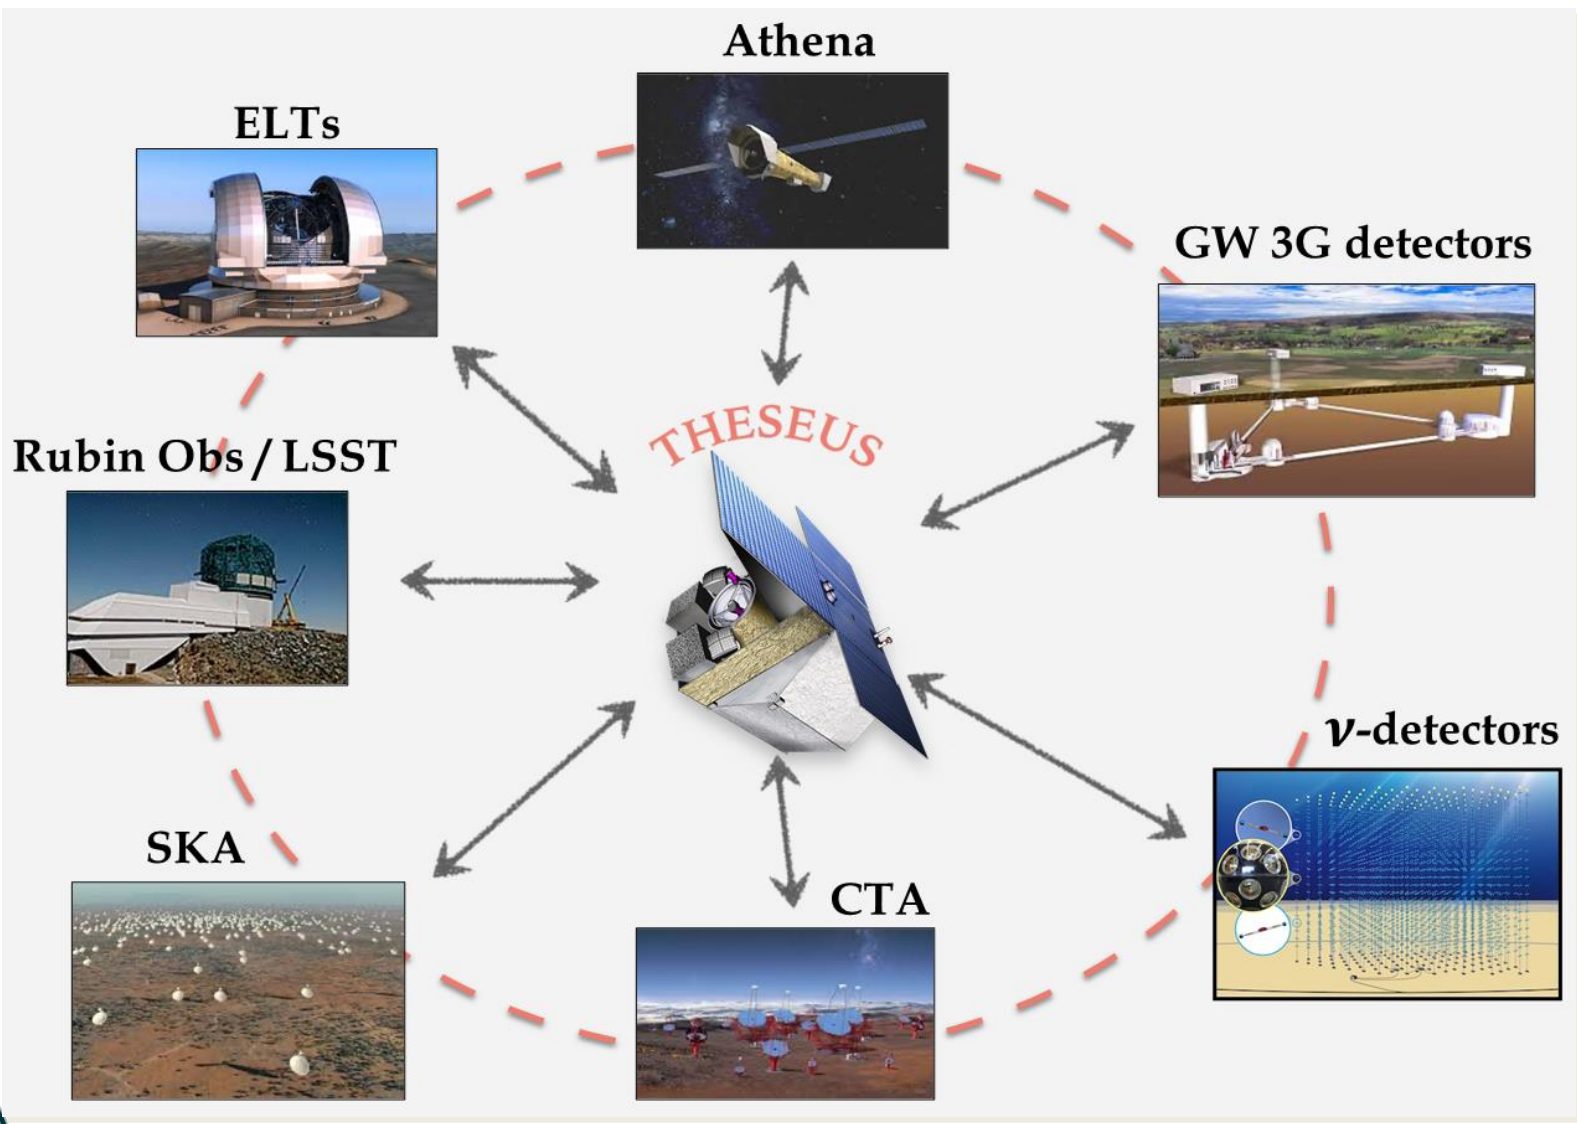 Athena
ELTs
GW 3G detectors
THESEUS
Rubin Obs / LSST
ν-detectors
SKA
CTA